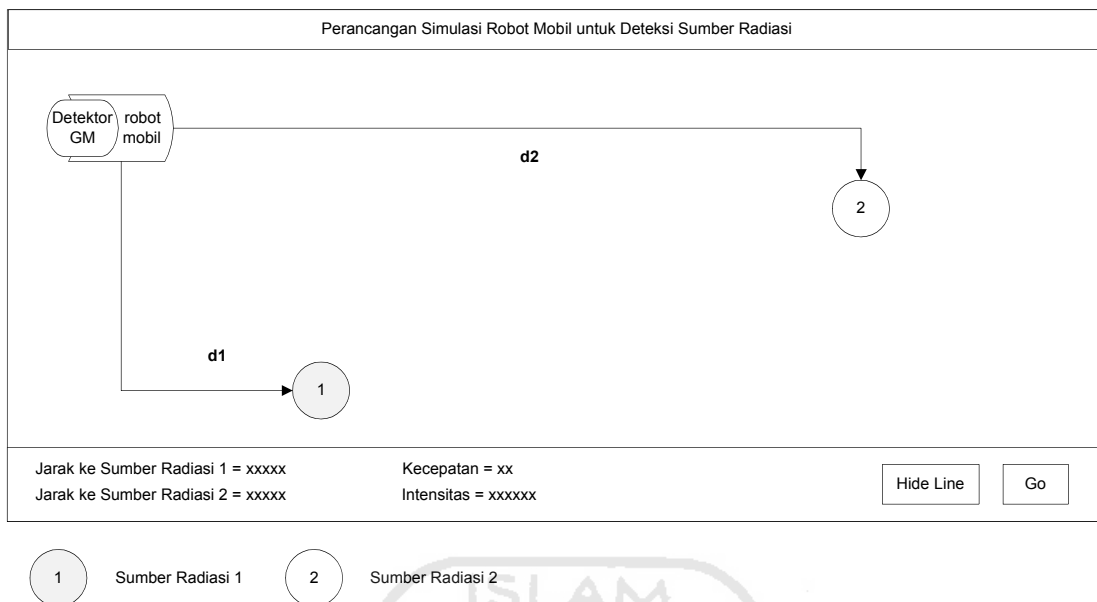 Perancangan Simulasi Robot Mobil untuk Deteksi Sumber Radiasi
Detektor GM
robot mobil
d2
2
d1
1
Jarak ke Sumber Radiasi 1 = xxxxx
Jarak ke Sumber Radiasi 2 = xxxxx
Kecepatan = xx
Intensitas = xxxxxx
Hide Line
Go
1
Sumber Radiasi 1
2
Sumber Radiasi 2
ISLAM